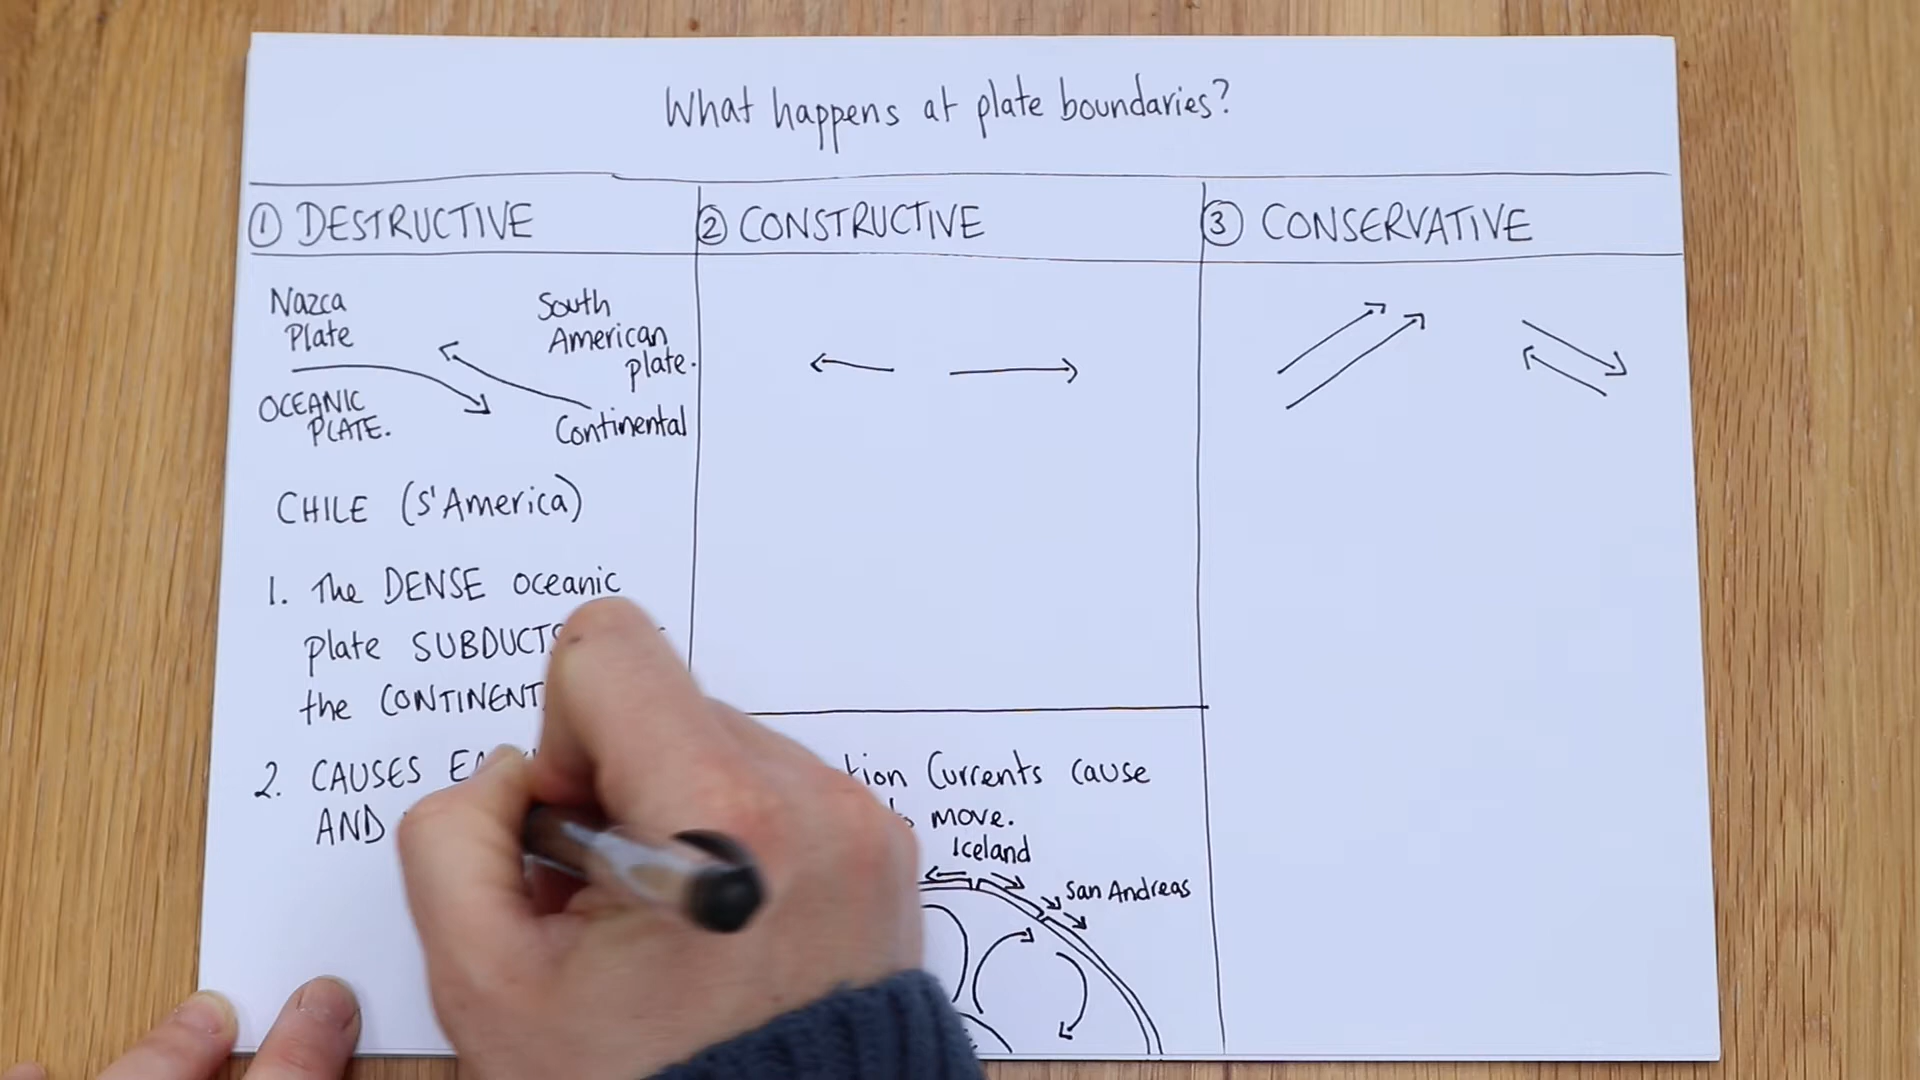 What happens at plate boundaries?
① DESTRUCTIVE
② CONSTRUCTIVE
③ CONSERVATIVE
Nazca
Plate
South
American
plate.
OCEANIC
PLATE.
Continental
CHILE (S'America)
1. The DENSE oceanic
plate SUBDUCTS
the
2. CAUSES
AND
Currents cause
move.
Iceland
San Andreas